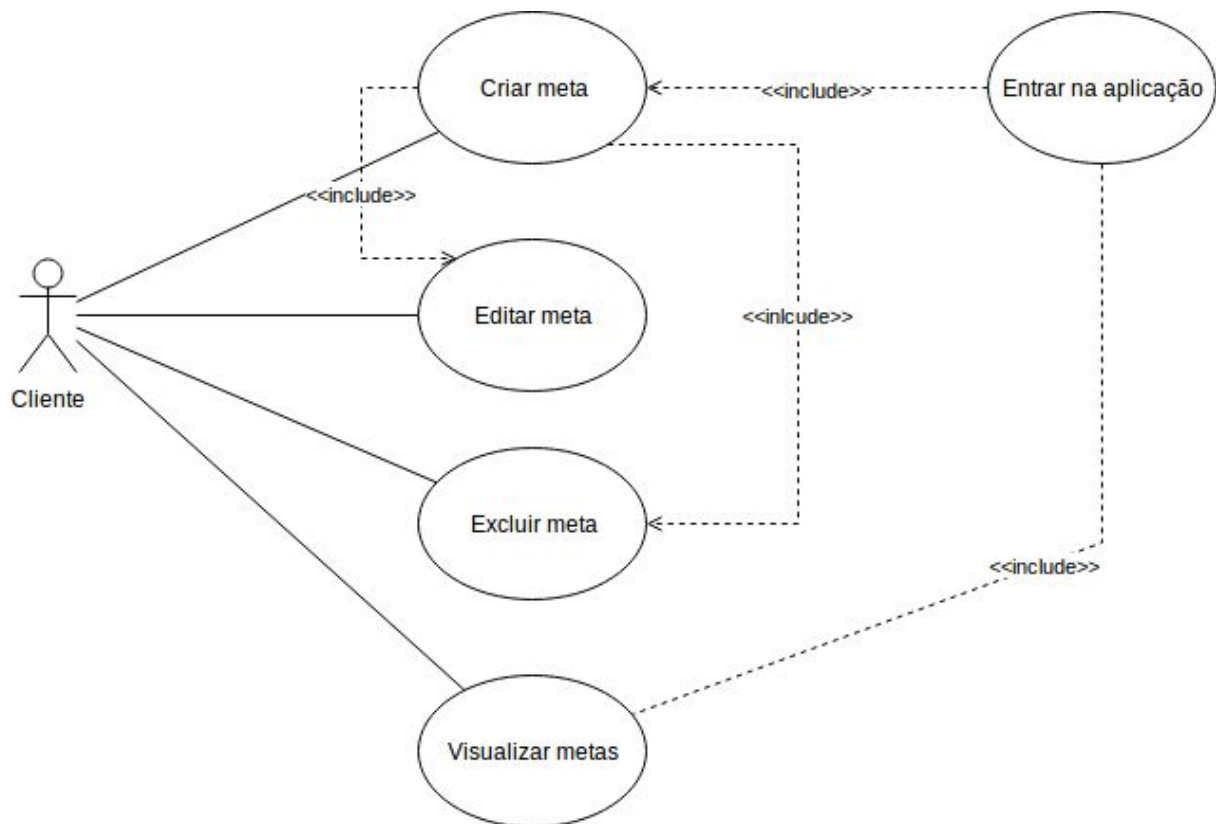 Criar meta
<<include>>
Entrar na aplicação
<<include>>
Editar meta
<<inlcude>>
Cliente
Excluir meta
<<include>>
Visualizar metas